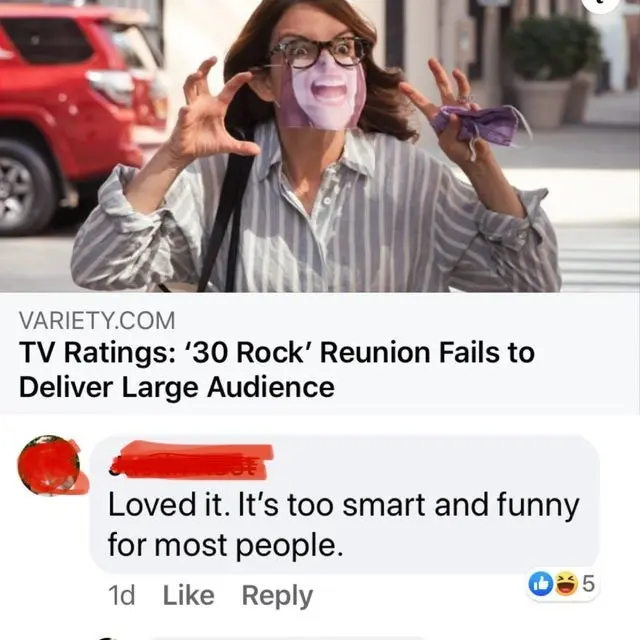 VARIETY.COM
TV Ratings: ‘30 Rock’ Reunion Fails to
Deliver Large Audience
Loved it. It’s too smart and funny
for most people.
1d Like Reply
5